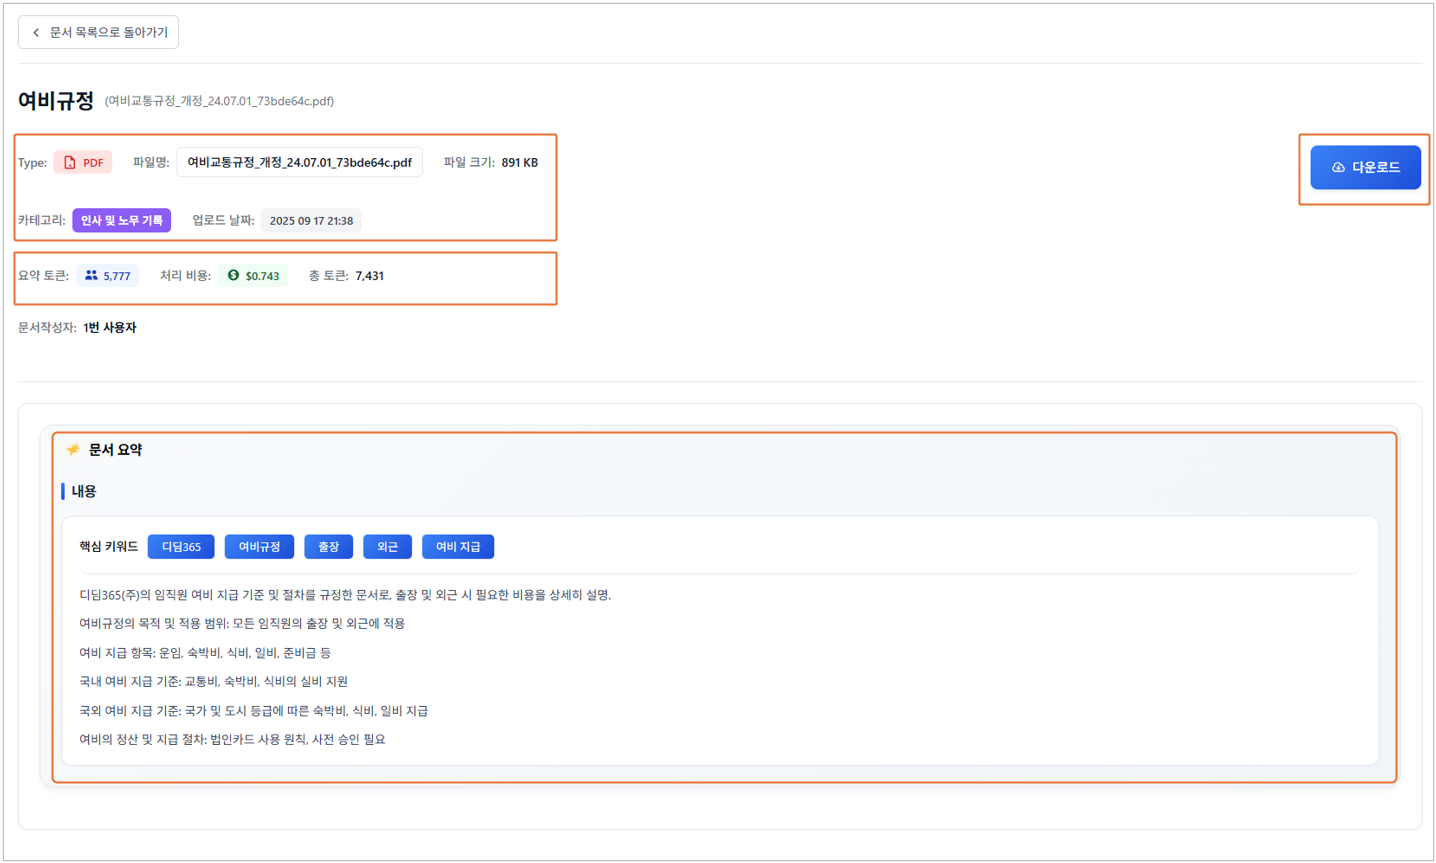 문서 목록으로 돌아가기
여비규정 (여비교통규정_개정_24.07.01_73bde64c.pdf)
Type: PDF 파일명: 여비교통규정_개정_24.07.01_73bde64c.pdf 파일 크기: 891 KB
다운로드
카테고리: 인사 및 노무 기록 업로드 날짜: 2025 09 17 21:38
요약 토큰: 5,777 처리 비용: $0.743 총 토큰: 7,431
문서작성자: 1번 사용자
문서 요약
내용
핵심 키워드 디딤365 여비규정 출장 외근 여비 지급
디딤365(주)의 임직원 여비 지급 기준 및 절차를 규정한 문서로, 출장 및 외근 시 필요한 비용을 상세히 설명.
여비규정의 목적 및 적용 범위: 모든 임직원의 출장 및 외근에 적용
여비 지급 항목: 운임, 숙박비, 식비, 일비, 준비금 등
국내 여비 지급 기준: 교통비, 숙박비, 식비의 실비 지원
국외 여비 지급 기준: 국가 및 도시 등급에 따른 숙박비, 식비, 일비 지급
여비의 정산 및 지급 절차: 법인카드 사용 원칙, 사전 승인 필요